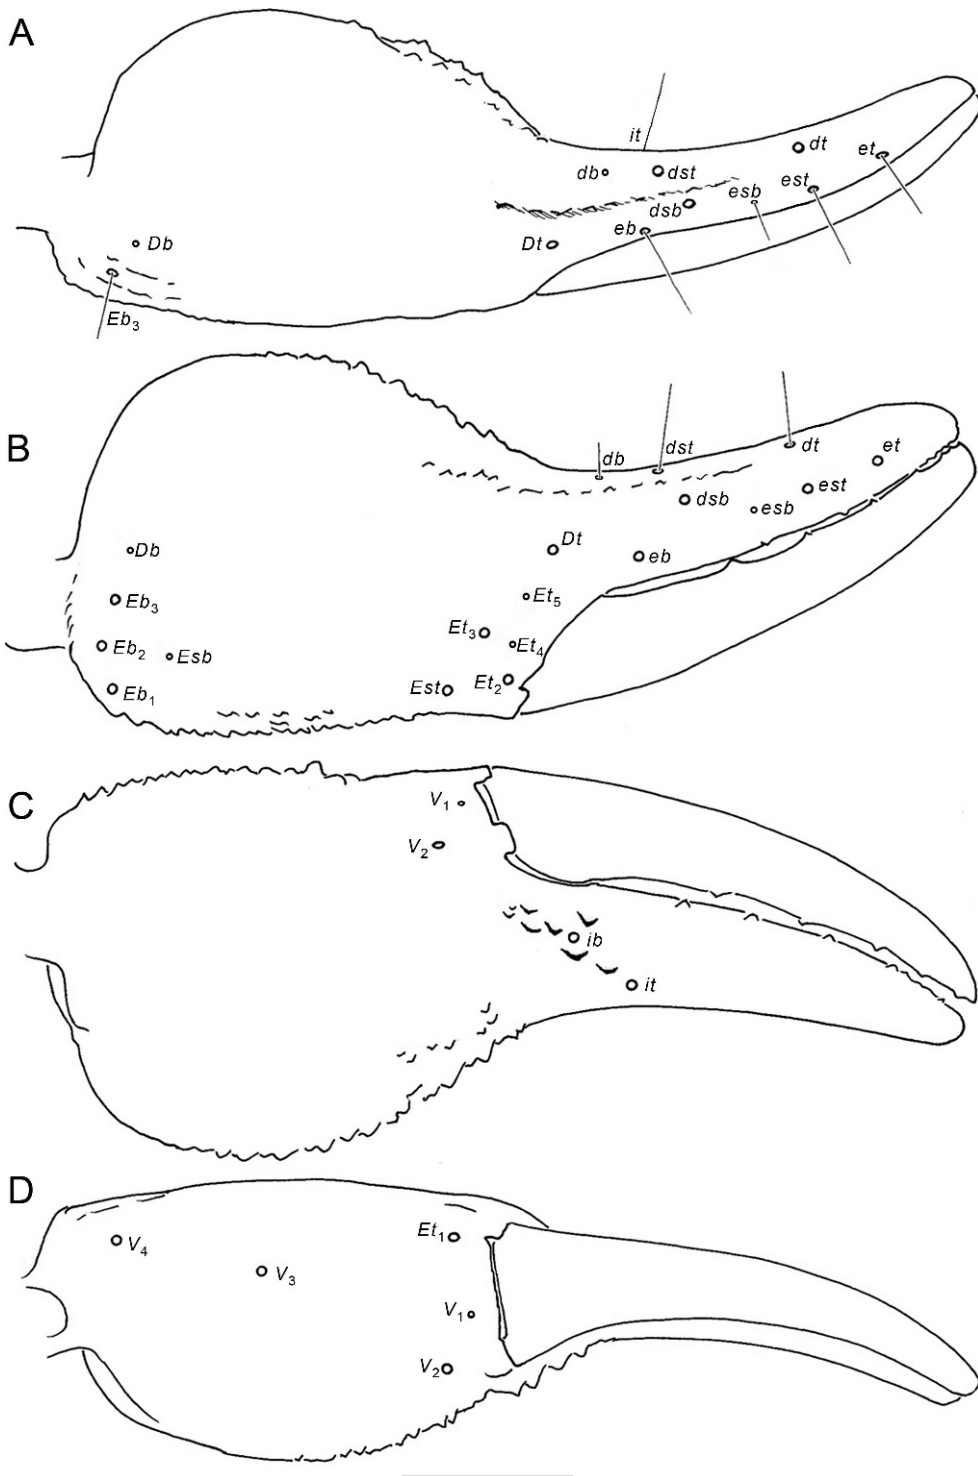 A
it
db dst dt et
esb est
dsb
Db Dt eb
Eb3
B
db dst dt et
dsb esb est
Db Dt eb
Eb3 Et5
Et3 Et4
Eb2 Esb
Eb1 Est Et2
C
V1
V2
ib
it
D
V4 Et1
V3
V1
V2